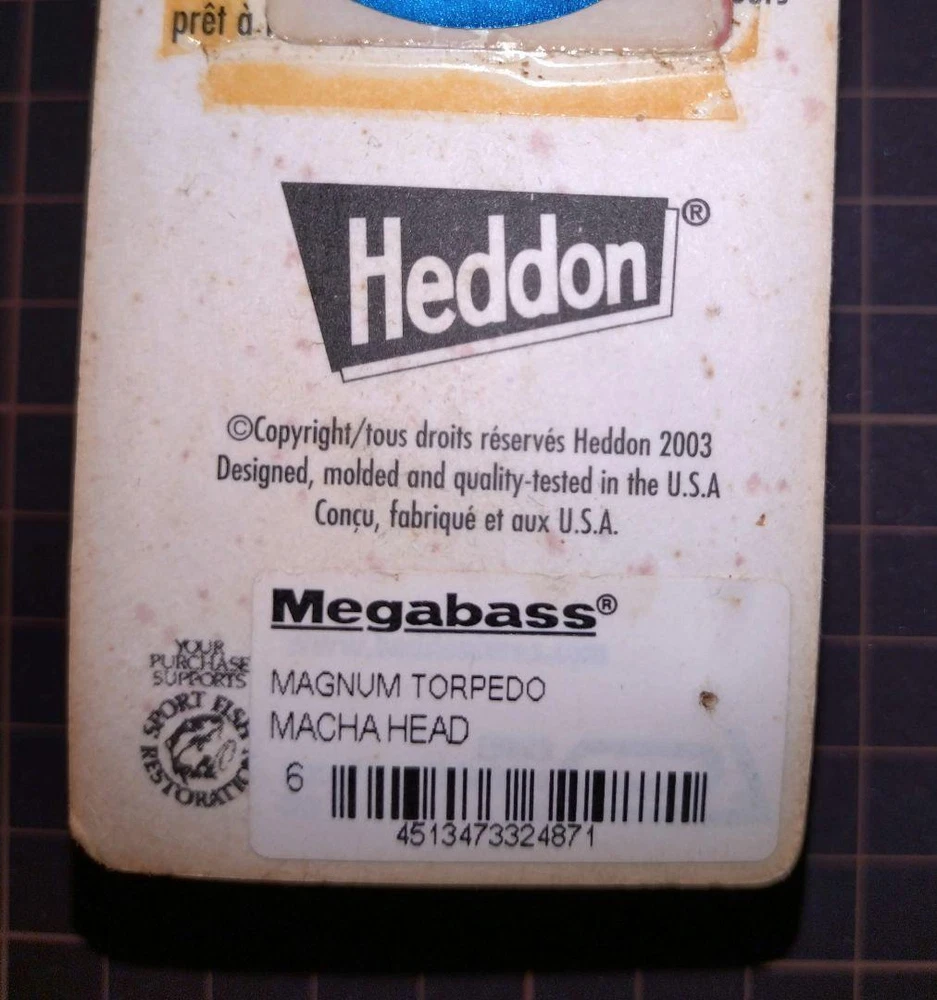 prêt à
Heddon®
©Copyright/tous droits réservés Heddon 2003
Designed, molded and quality-tested in the U.S.A
Conçu, fabriqué et aux U.S.A.
Megabass®
MAGNUM TORPEDO
MACHA HEAD
6
4513473324871
YOUR
PURCHASE
SUPPORTS
SPORT FISH
RESTORATION